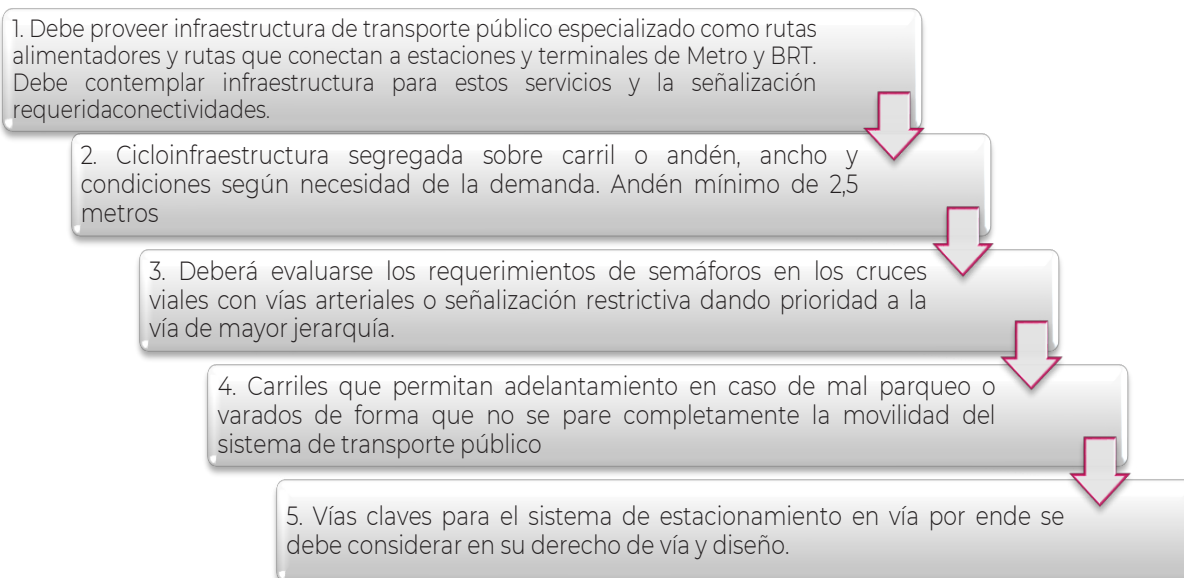 1. Debe proveer infraestructura de transporte público especializado como rutas
alimentadores y rutas que conectan a estaciones y terminales de Metro y BRT.
Debe contemplar infraestructura para estos servicios y la señalización
requeridaconectividades.
2. Cicloinfraestructura segregada sobre carril o andén, ancho y
condiciones según necesidad de la demanda. Andén mínimo de 2,5
metros
3. Deberá evaluarse los requerimientos de semáforos en los cruces
viales con vías arteriales o señalización restrictiva dando prioridad a la
vía de mayor jerarquía.
4. Carriles que permitan adelantamiento en caso de mal parqueo o
varados de forma que no se pare completamente la movilidad del
sistema de transporte público
5. Vías claves para el sistema de estacionamiento en vía por ende se
debe considerar en su derecho de vía y diseño.